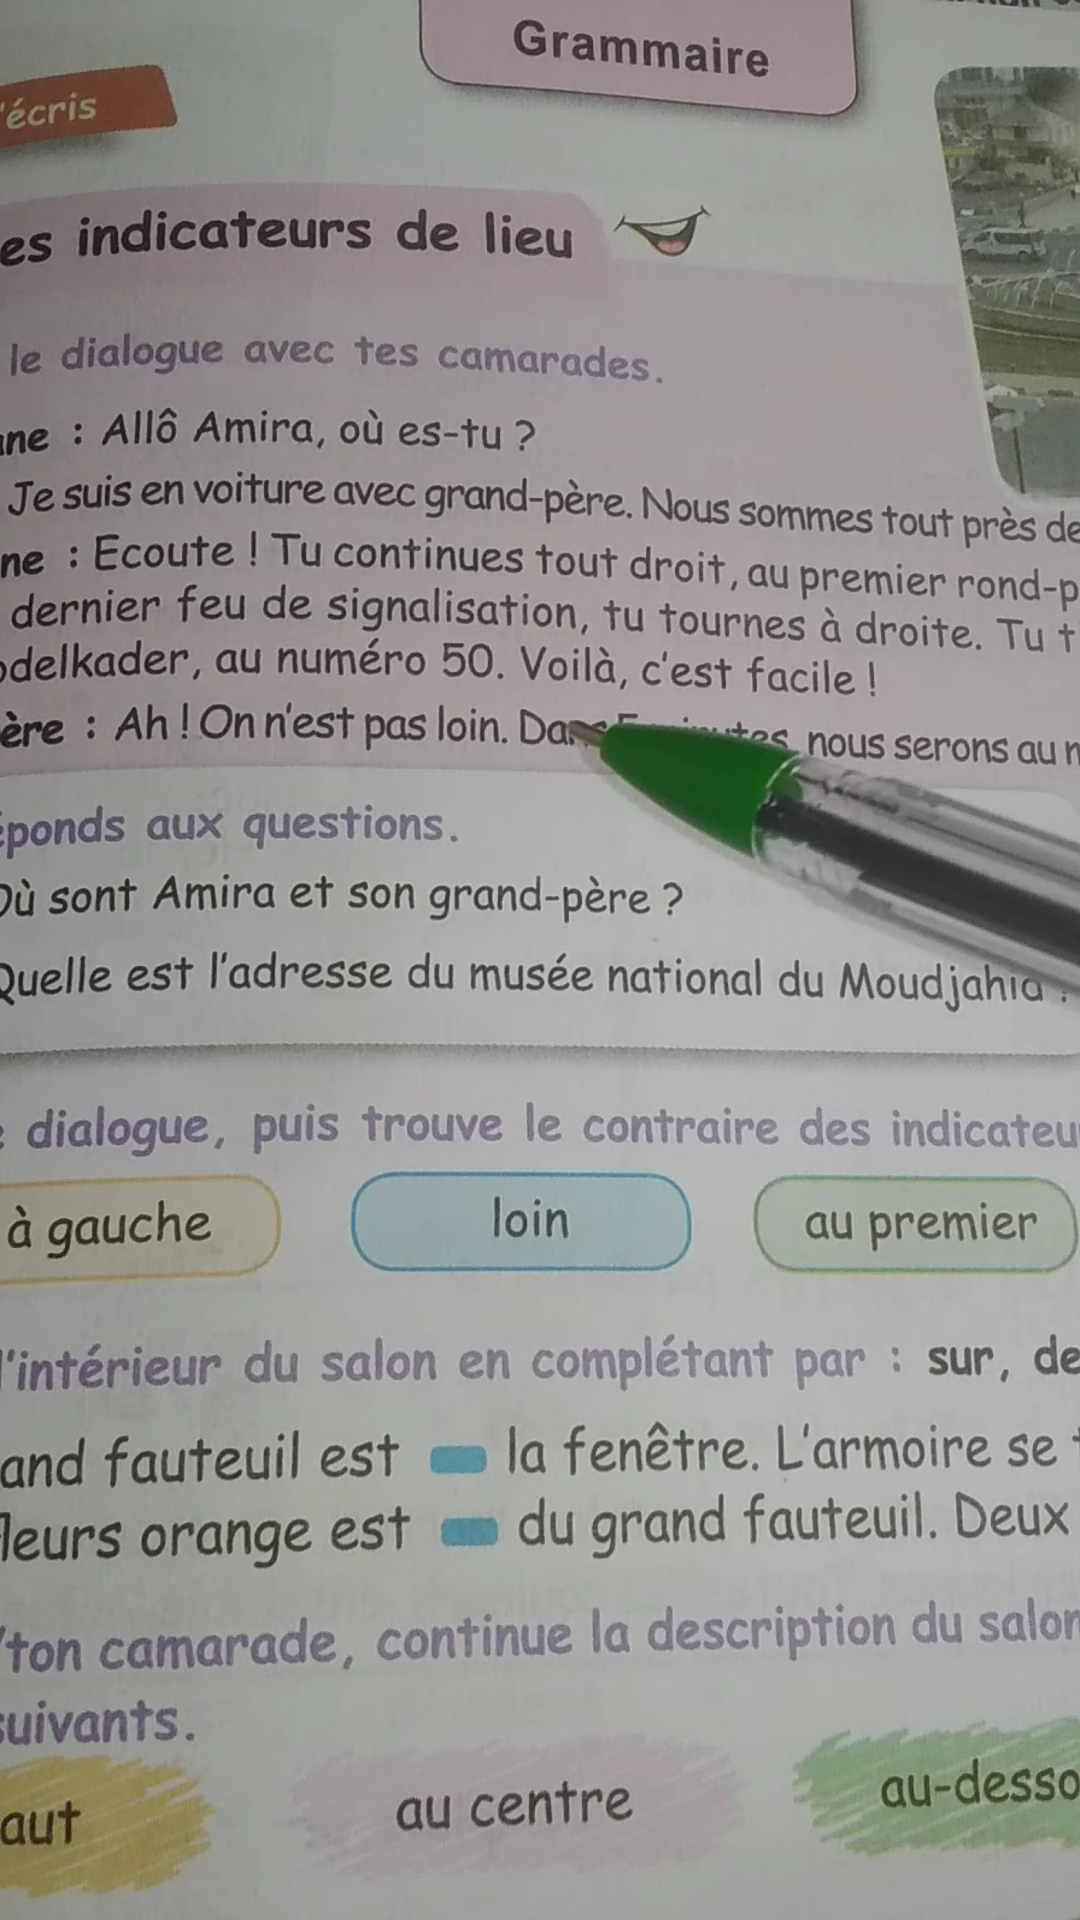 Grammaire
'écris
es indicateurs de lieu
le dialogue avec tes camarades.
ne : Allô Amira, où es-tu ?
Je suis en voiture avec grand-père. Nous sommes tout près de
ne : Ecoute ! Tu continues tout droit, au premier rond-p
dernier feu de signalisation, tu tournes à droite. Tu t
delkader, au numéro 50. Voilà, c'est facile !
ère : Ah ! On n'est pas loin. nous serons au
ponds aux questions.
Où sont Amira et son grand-père ?
Quelle est l'adresse du musée national du Moudjahid
dialogue, puis trouve le contraire des indicateu
à gauche
loin
au premier
l'intérieur du salon en complétant par : sur, de
and fauteuil est la fenêtre. L'armoire se
leurs orange est du grand fauteuil. Deux
ton camarade, continue la description du salon
suivants.
aut
au centre
au-desso